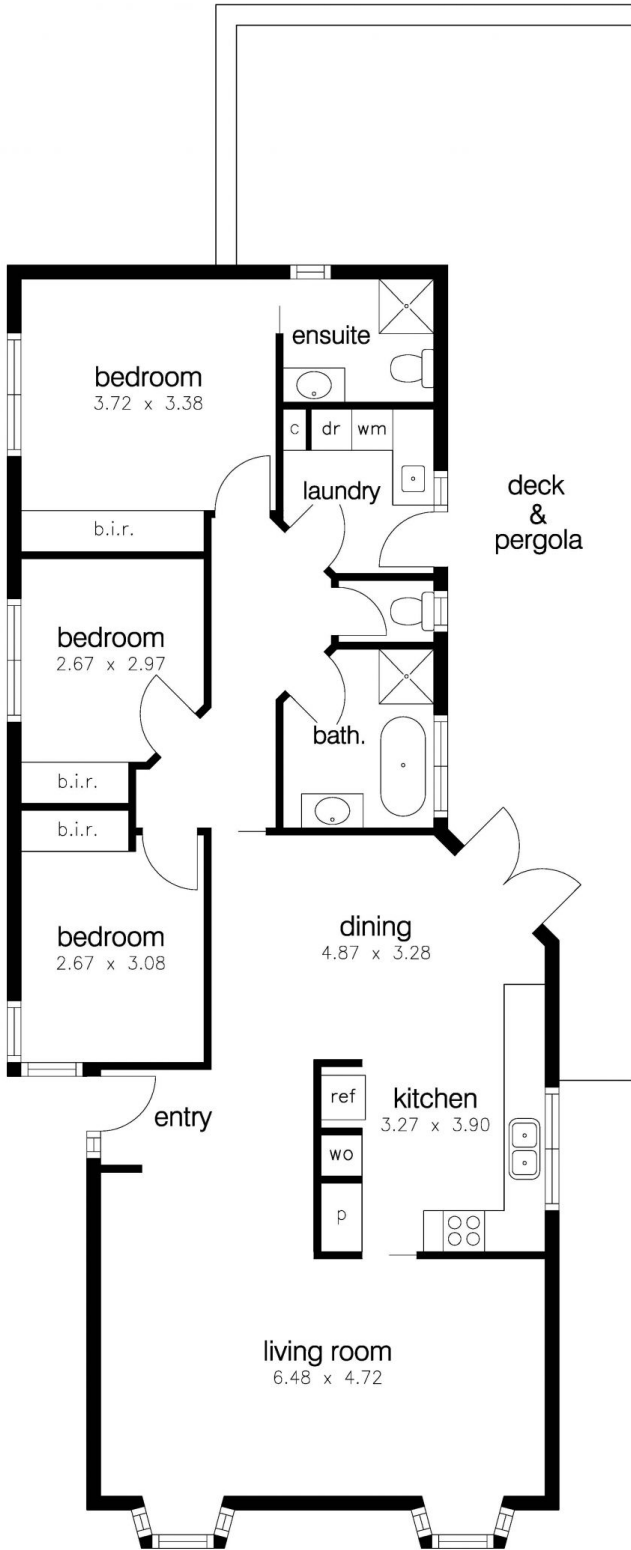 ensuite
bedroom
3.72 x 3.38
c
dr
wm
laundry
deck
&
pergola
b.i.r.
bedroom
2.67 x 2.97
bath.
b.i.r.
b.i.r.
bedroom
2.67 x 3.08
dining
4.87 x 3.28
ref
kitchen
3.27 x 3.90
entry
wo
p
living room
6.48 x 4.72